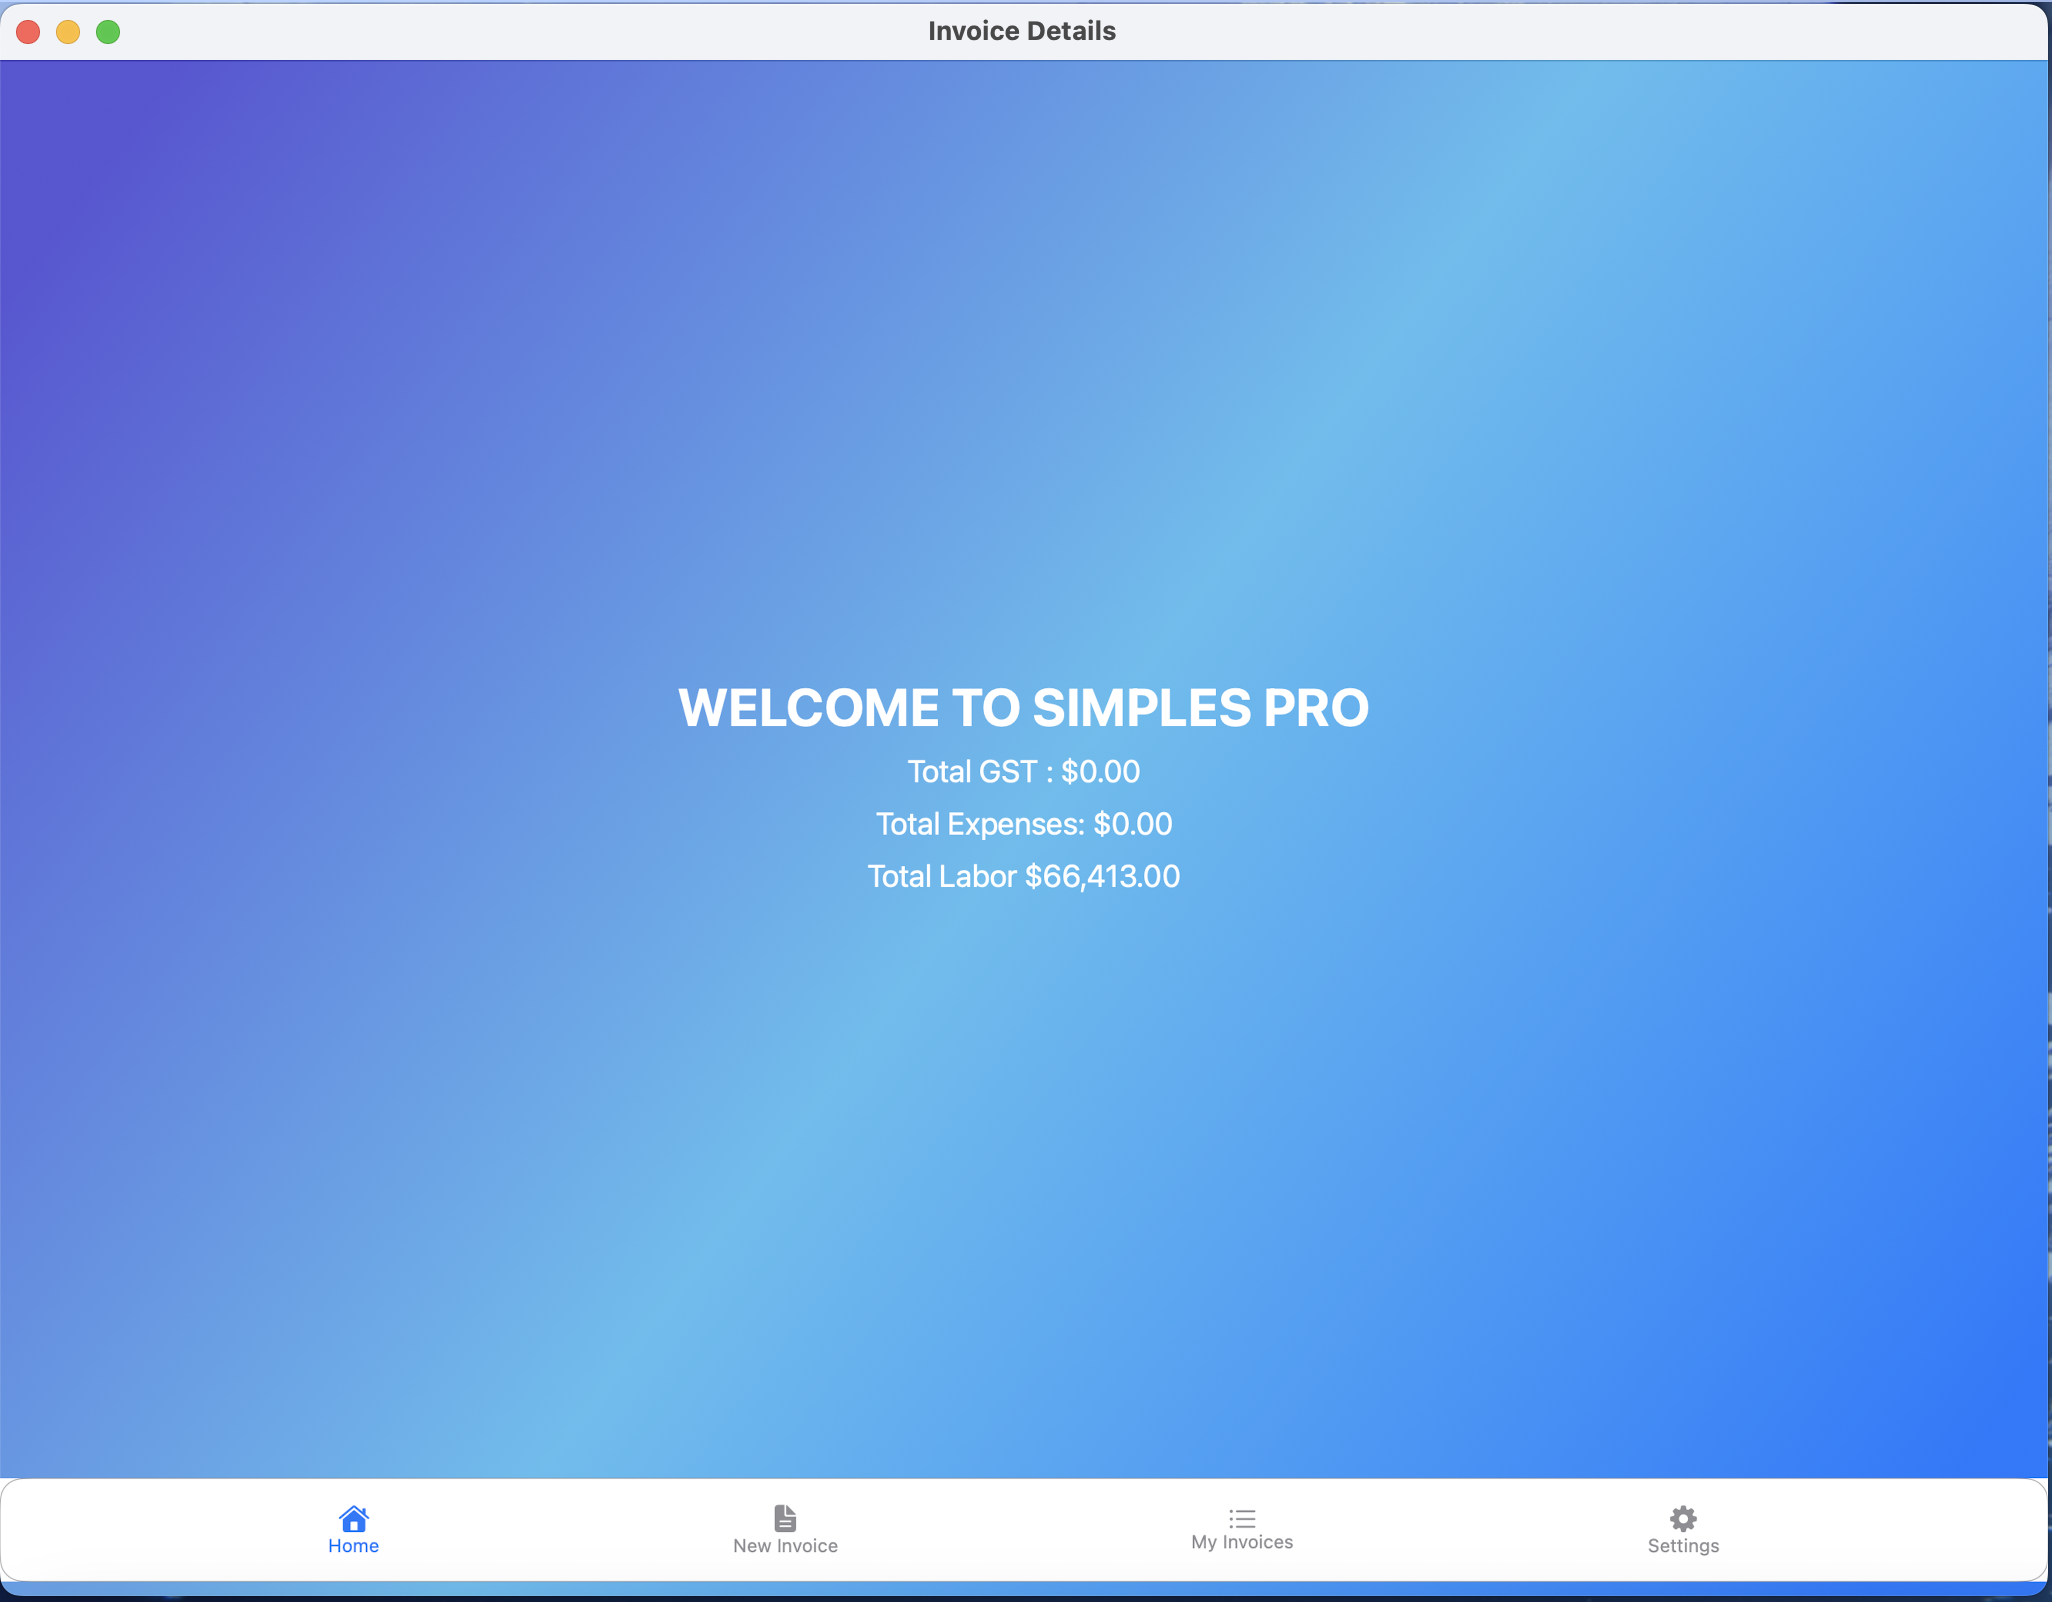 Invoice Details
WELCOME TO SIMPLES PRO
Total GST : $0.00
Total Expenses: $0.00
Total Labor $66,413.00
Home
New Invoice
My Invoices
Settings